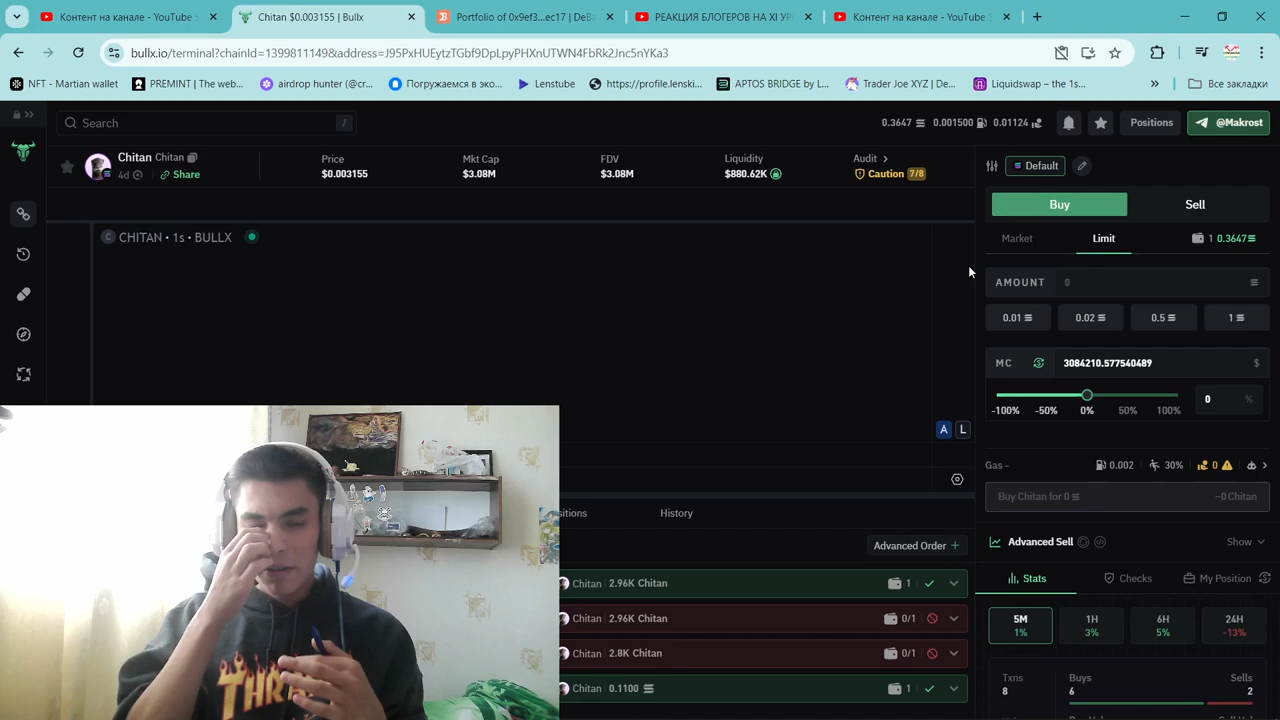 Контент на канале - YouTube S
Chitan $0.003155 | Bullx
Portfolio of 0x9ef3...ec17 | DeBa
РЕАКЦИЯ БЛОГЕРОВ НА XI УР
Контент на канале - YouTube S
bullx.io/terminal?chainId=1399811149&address=J95PxHUEytzTGbf9DpLpyPHXnUTWN4FbRk2Jnc5nYKa3
NFT - Martian wallet
PREMINT | The web...
airdrop hunter (@cr...
Погружаемся в эко...
Lenstube
https://profile.lenski...
APTOS BRIDGE by L...
Trader Joe XYZ | De...
Liquidswap – the 1s...
»
Все закладки
Search /
0.3647 0.001500 0.01124
Positions
@Makrost
Chitan Chitan
4d Share
Price
$0.003155
Mkt Cap
$3.08M
FDV
$3.08M
Liquidity
$880.62K
Audit
Caution 7/8
Default
Buy Sell
Market Limit 1 0.3647
CHITAN • 1s • BULLX
AMOUNT 0
0.01 0.02 0.5 1
MC 3084210.577540489 $
-100% -50% 0% 50% 100%
0 %
A L
Gas - 0.002 30% 0
Buy Chitan for 0 ~0 Chitan
sitions History
Advanced Order +
Advanced Sell Show
Stats Checks My Position
Chitan 2.96K Chitan 1
Chitan 2.96K Chitan 0/1
Chitan 2.8K Chitan 0/1
Chitan 0.1100 1
5M 1H 6H 24H
1% 3% 5% -13%
Txns Buys Sells
8 6 2
THR